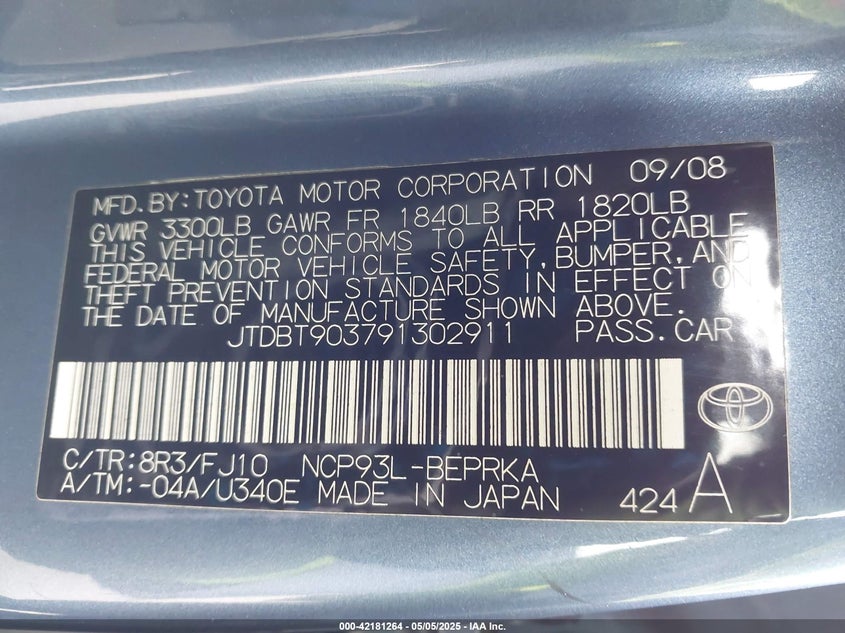 MFD.BY:TOYOTA MOTOR CORPORATION 09/08
GVWR 3300LB GAWR FR 1840LB RR 1820LB
THIS VEHICLE CONFORMS TO ALL APPLICABLE
FEDERAL MOTOR VEHICLE SAFETY,BUMPER,AND
THEFT PREVENTION STANDARDS IN EFFECT ON
THE DATE OF MANUFACTURE SHOWN ABOVE.
JTDBT903791302911 PASS.CAR
C/TR:8R3/FJ10 NCP93L-BEPRKA
A/TM:-04A/U340E MADE IN JAPAN 424 A
000-42181264 - 05/05/2025 - IAA Inc.